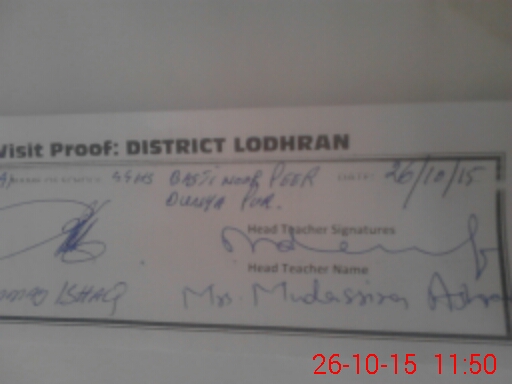 Visit Proof: DISTRICT LODHRAN
GGHS BASTI NOOR PEER 26/10/15
DUNYA PUR.
Head Teacher Signatures
Head Teacher Name
ISHAQ Mrs. Mudassira
26-10-15 11:50